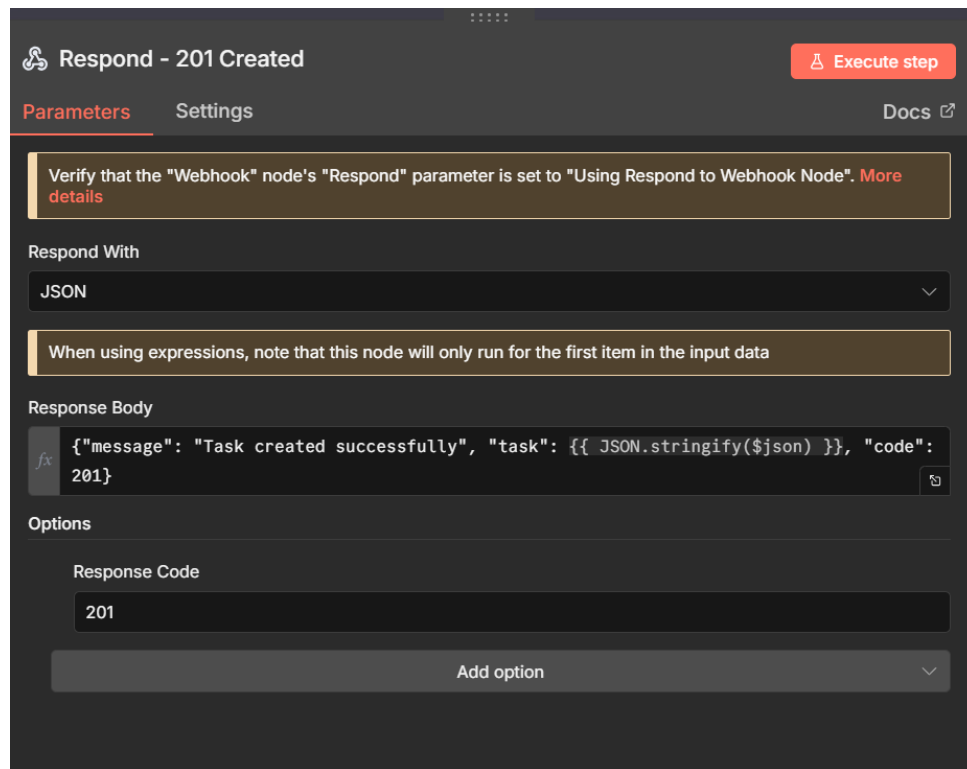 Respond - 201 Created
Execute step
Parameters
Settings
Docs
Verify that the "Webhook" node's "Respond" parameter is set to "Using Respond to Webhook Node". More
details
Respond With
JSON
When using expressions, note that this node will only run for the first item in the input data
Response Body
fx
{"message": "Task created successfully", "task": {{ JSON.stringify($json) }}, "code":
201}
Options
Response Code
201
Add option